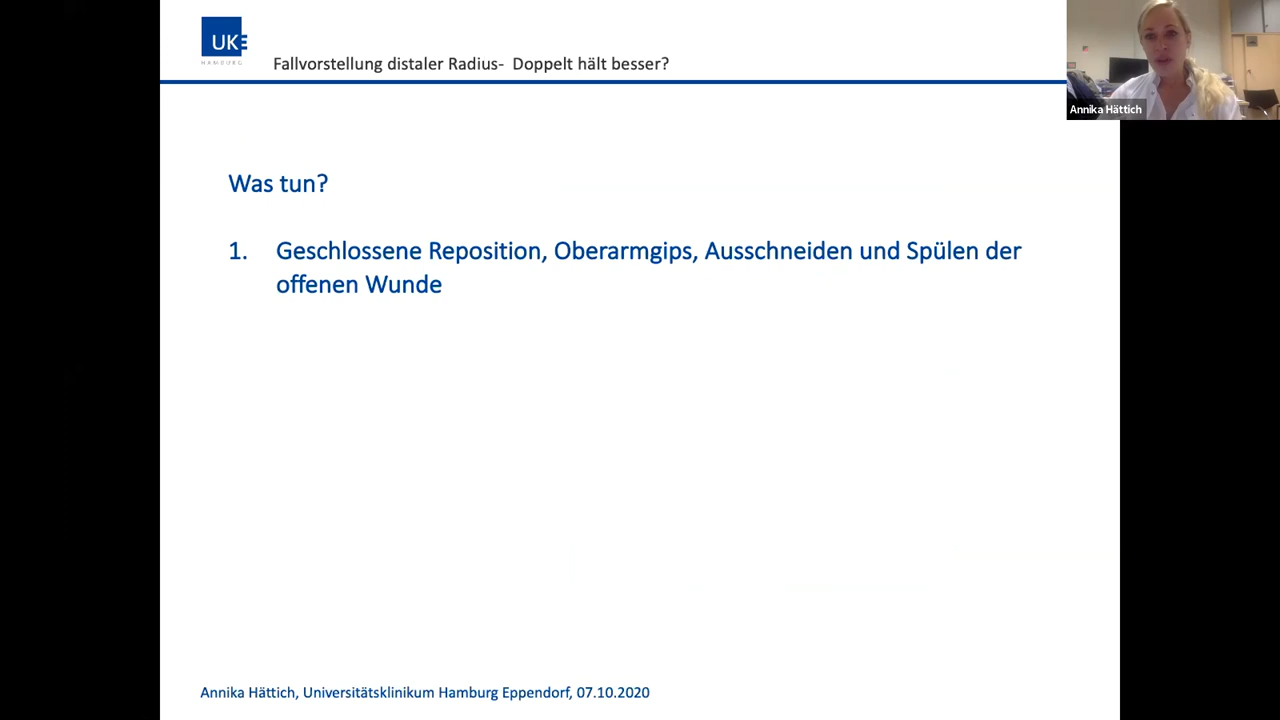 UKE
HAMBURG
Fallvorstellung distaler Radius- Doppelt hält besser?
Annika Hättich
Was tun?
1. Geschlossene Reposition, Oberarmgips, Ausschneiden und Spülen der
offenen Wunde
Annika Hättich, Universitätsklinikum Hamburg Eppendorf, 07.10.2020